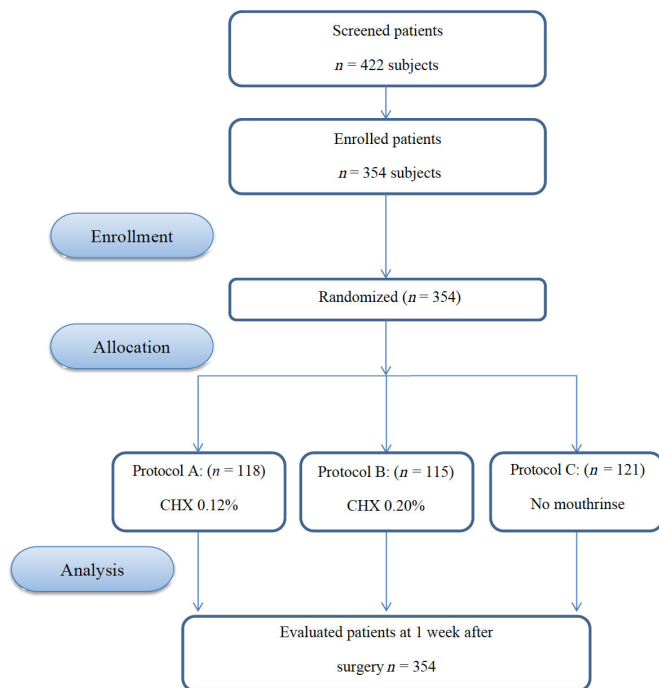 Screened patients
n = 422 subjects
Enrolled patients
n = 354 subjects
Enrollment
Randomized (n = 354)
Allocation
Protocol A: (n = 118)
CHX 0.12%
Protocol B: (n = 115)
CHX 0.20%
Protocol C: (n = 121)
No mouthrinse
Analysis
Evaluated patients at 1 week after
surgery n = 354